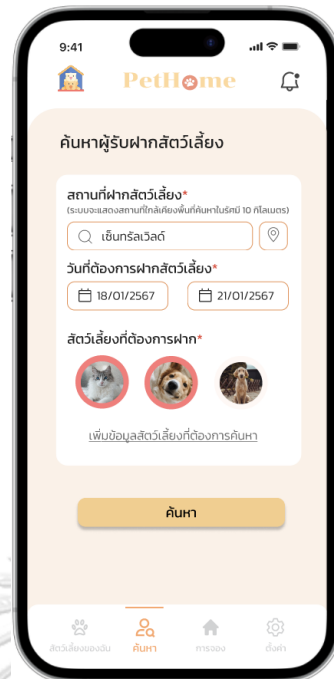 9:41
PetHome
ค้นหาผู้รับฝากสัตว์เลี้ยง
สถานที่ฝากสัตว์เลี้ยง*
(ระบบจะแสดงสถานที่ใกล้เคียงพื้นที่ค้นหาในรัศมี 10 กิโลเมตร)
เซ็นทรัลเวิลด์
วันที่ต้องการฝากสัตว์เลี้ยง*
18/01/2567 21/01/2567
สัตว์เลี้ยงที่ต้องการฝาก*
เพิ่มข้อมูลสัตว์เลี้ยงที่ต้องการค้นหา
ค้นหา
สัตว์เลี้ยงของฉัน ค้นหา การจอง ตั้งค่า